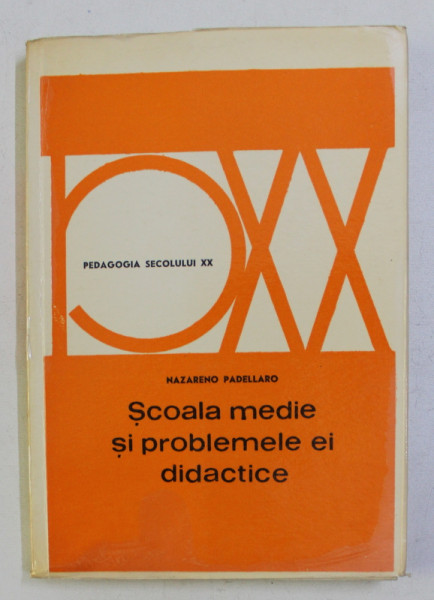 PEDAGOGIA SECOLULUI XX
NAZARENO PADELLARO
Școala medie
și problemele ei
didactice